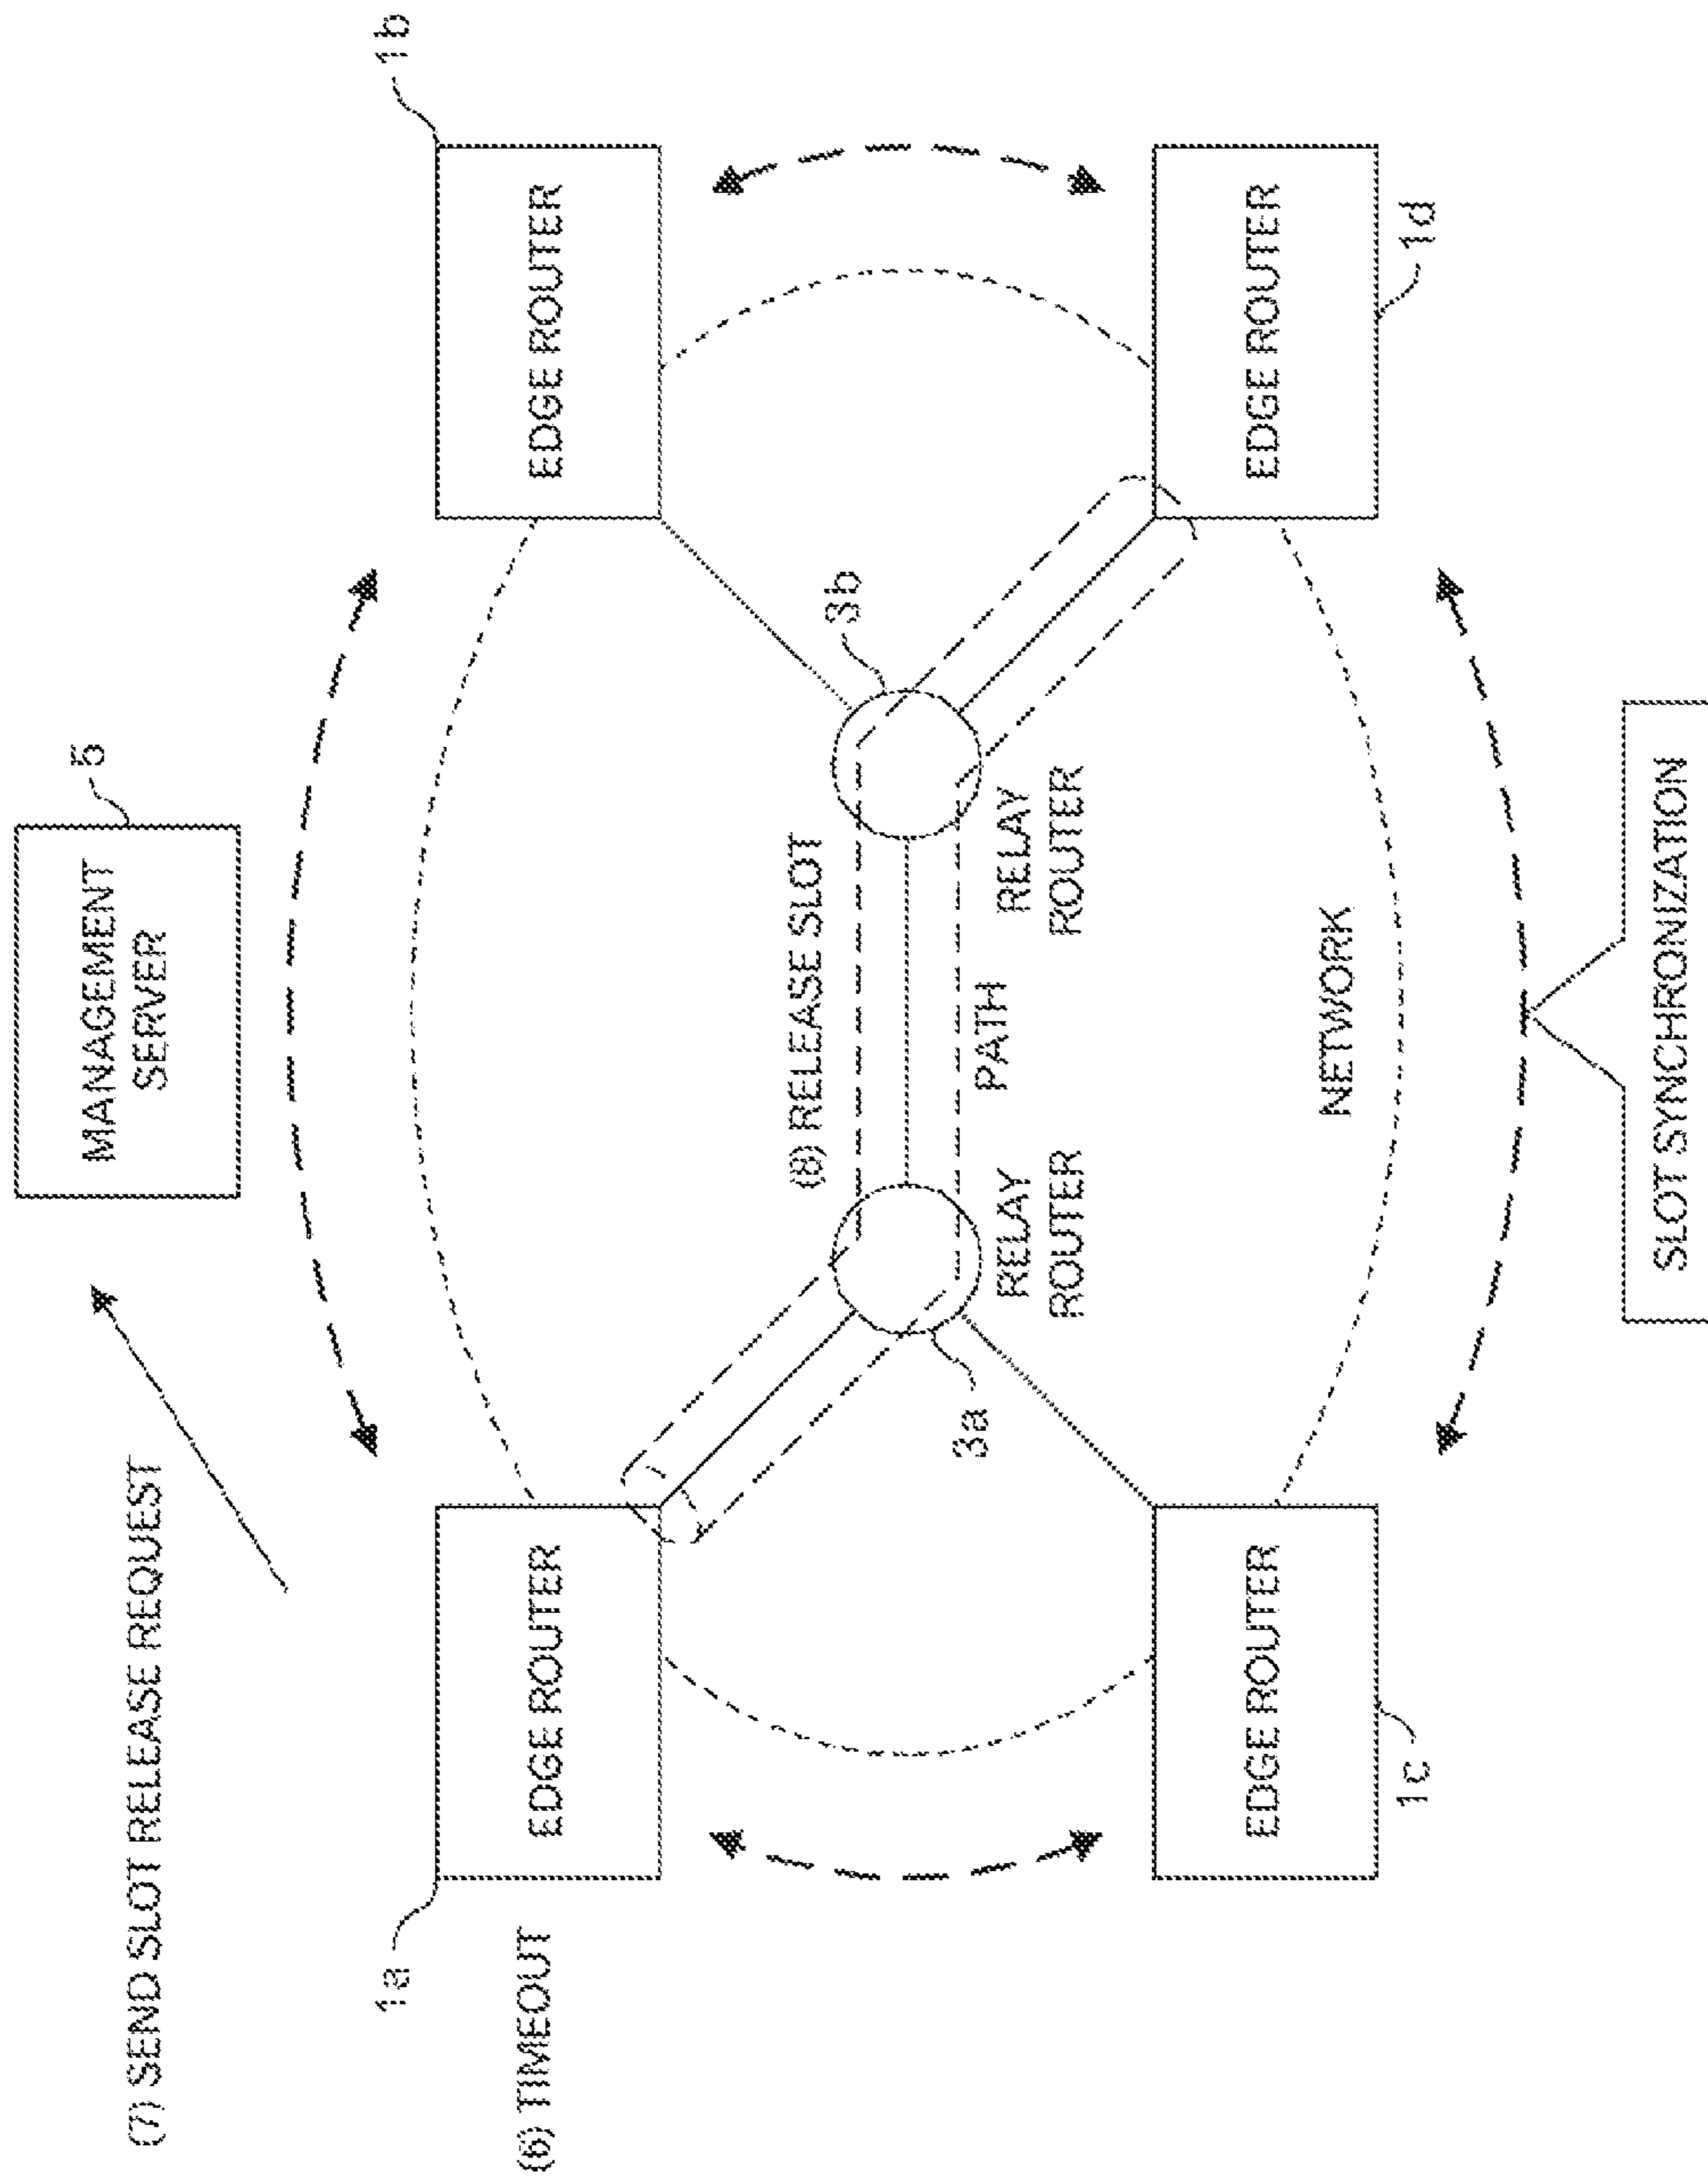 MANAGEMENT
SERVER
5
(7) SEND SLOT RELEASE REQUEST
1a
EDGE ROUTER
1b
EDGE ROUTER
(6) TIMEOUT
(8) RELEASE SLOT
3b
3a
RELAY
ROUTER
PATH
RELAY
ROUTER
EDGE ROUTER
1c
NETWORK
EDGE ROUTER
1d
SLOT SYNCHRONIZATION